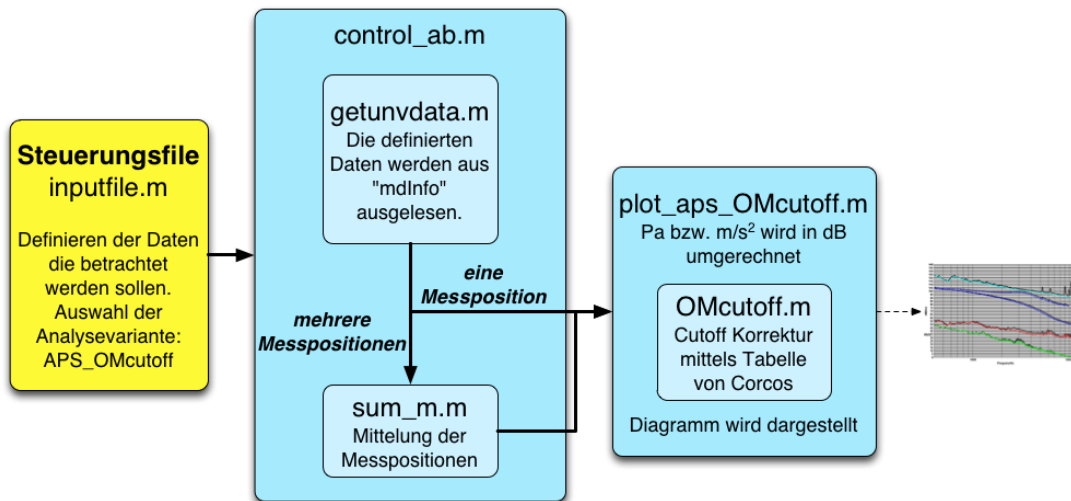 Steuerungsfile
inputfile.m
Definieren der Daten
die betrachtet
werden sollen.
Auswahl der
Analysevariante:
APS_OMcutoff
control_ab.m
getunvdata.m
Die definierten
Daten werden aus
"mdInfo"
ausgelesen.
eine
Messposition
mehrere
Messpositionen
sum_m.m
Mittelung der
Messpositionen
plot_aps_OMcutoff.m
Pa bzw. m/s² wird in dB
umgerechnet
OMcutoff.m
Cutoff Korrektur
mittels Tabelle
von Corcos
Diagramm wird dargestellt